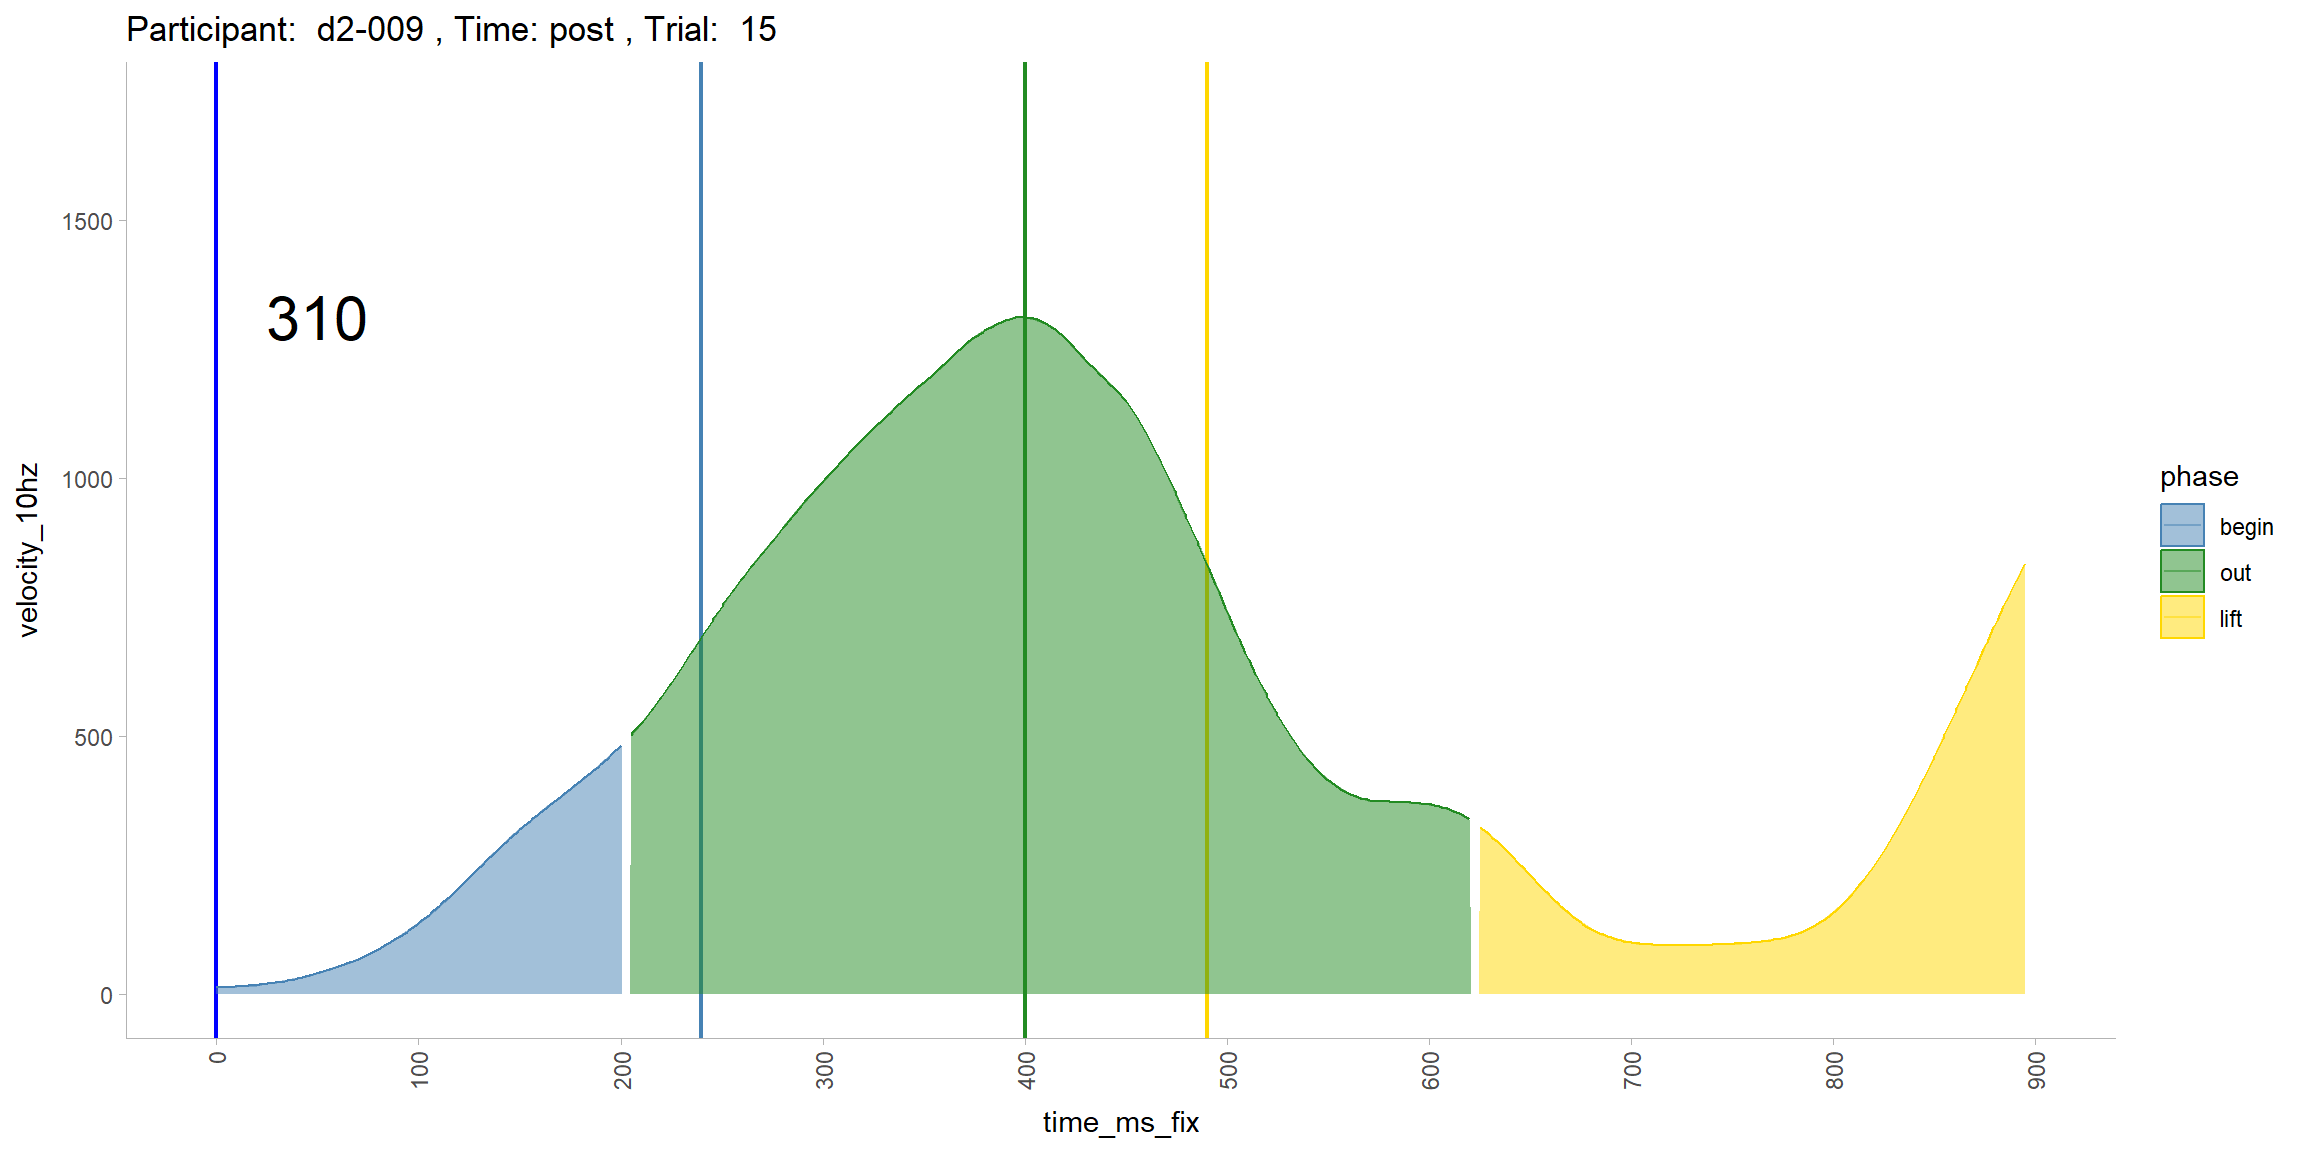 Participant:  d2-009 , Time: post , Trial:  15
1500
1000
500
0
velocity_10hz
310
0
100
200
300
400
500
600
700
800
900
time_ms_fix
phase
begin
out
lift